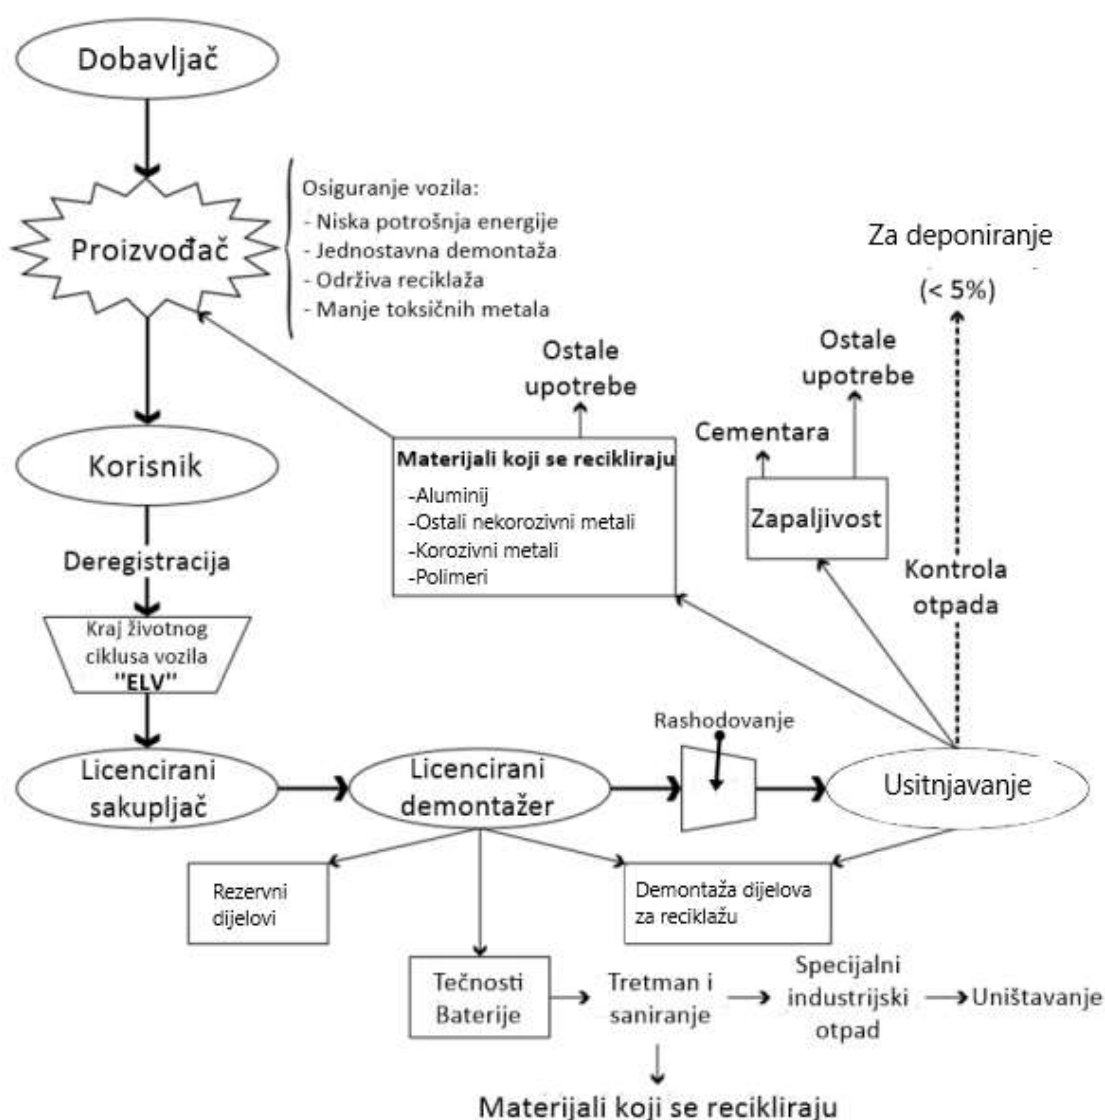 Dobavljač
Proizvođač
Osiguranje vozila:
- Niska potrošnja energije
- Jednostavna demontaža
- Održiva reciklaža
- Manje toksičnih metala
Za deponiranje
(< 5%)
Ostale
upotrebe
Ostale
upotrebe
Cementara
Korisnik
Materijali koji se recikliraju
-Aluminij
-Ostali nekorozivni metali
-Korozivni metali
-Polimeri
Zapaljivost
Kontrola
otpada
Deregistracija
Kraj životnog
ciklusa vozila
"ELV"
Rashodovanje
Licencirani
sakupljač
Licencirani
demontažer
Usitnjavanje
Rezervni
dijelovi
Demontaža dijelova
za reciklažu
Tečnosti
Baterije
Tretman i
saniranje
Specijalni
industrijski
otpad
Uništavanje
Materijali koji se recikliraju